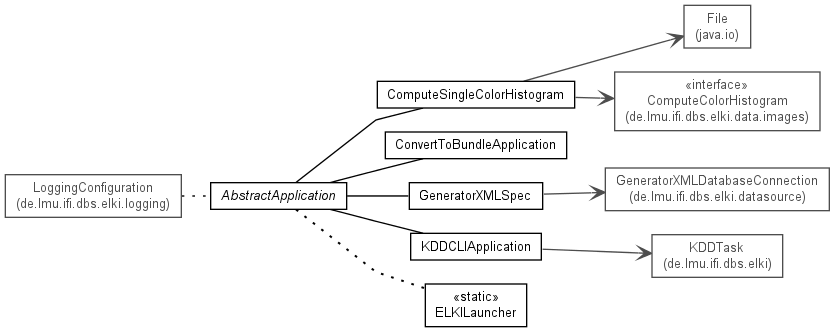 File
(java.io)
«interface»
ComputeColorHistogram
(de.lmu.ifi.dbs.elki.data.images)
ComputeSingleColorHistogram
ConvertToBundleApplication
LoggingConfiguration
(de.lmu.ifi.dbs.elki.logging)
AbstractApplication
GeneratorXMLSpec
GeneratorXMLDatabaseConnection
(de.lmu.ifi.dbs.elki.datasource)
KDDCLIApplication
KDDTask
(de.lmu.ifi.dbs.elki)
«static»
ELKILauncher